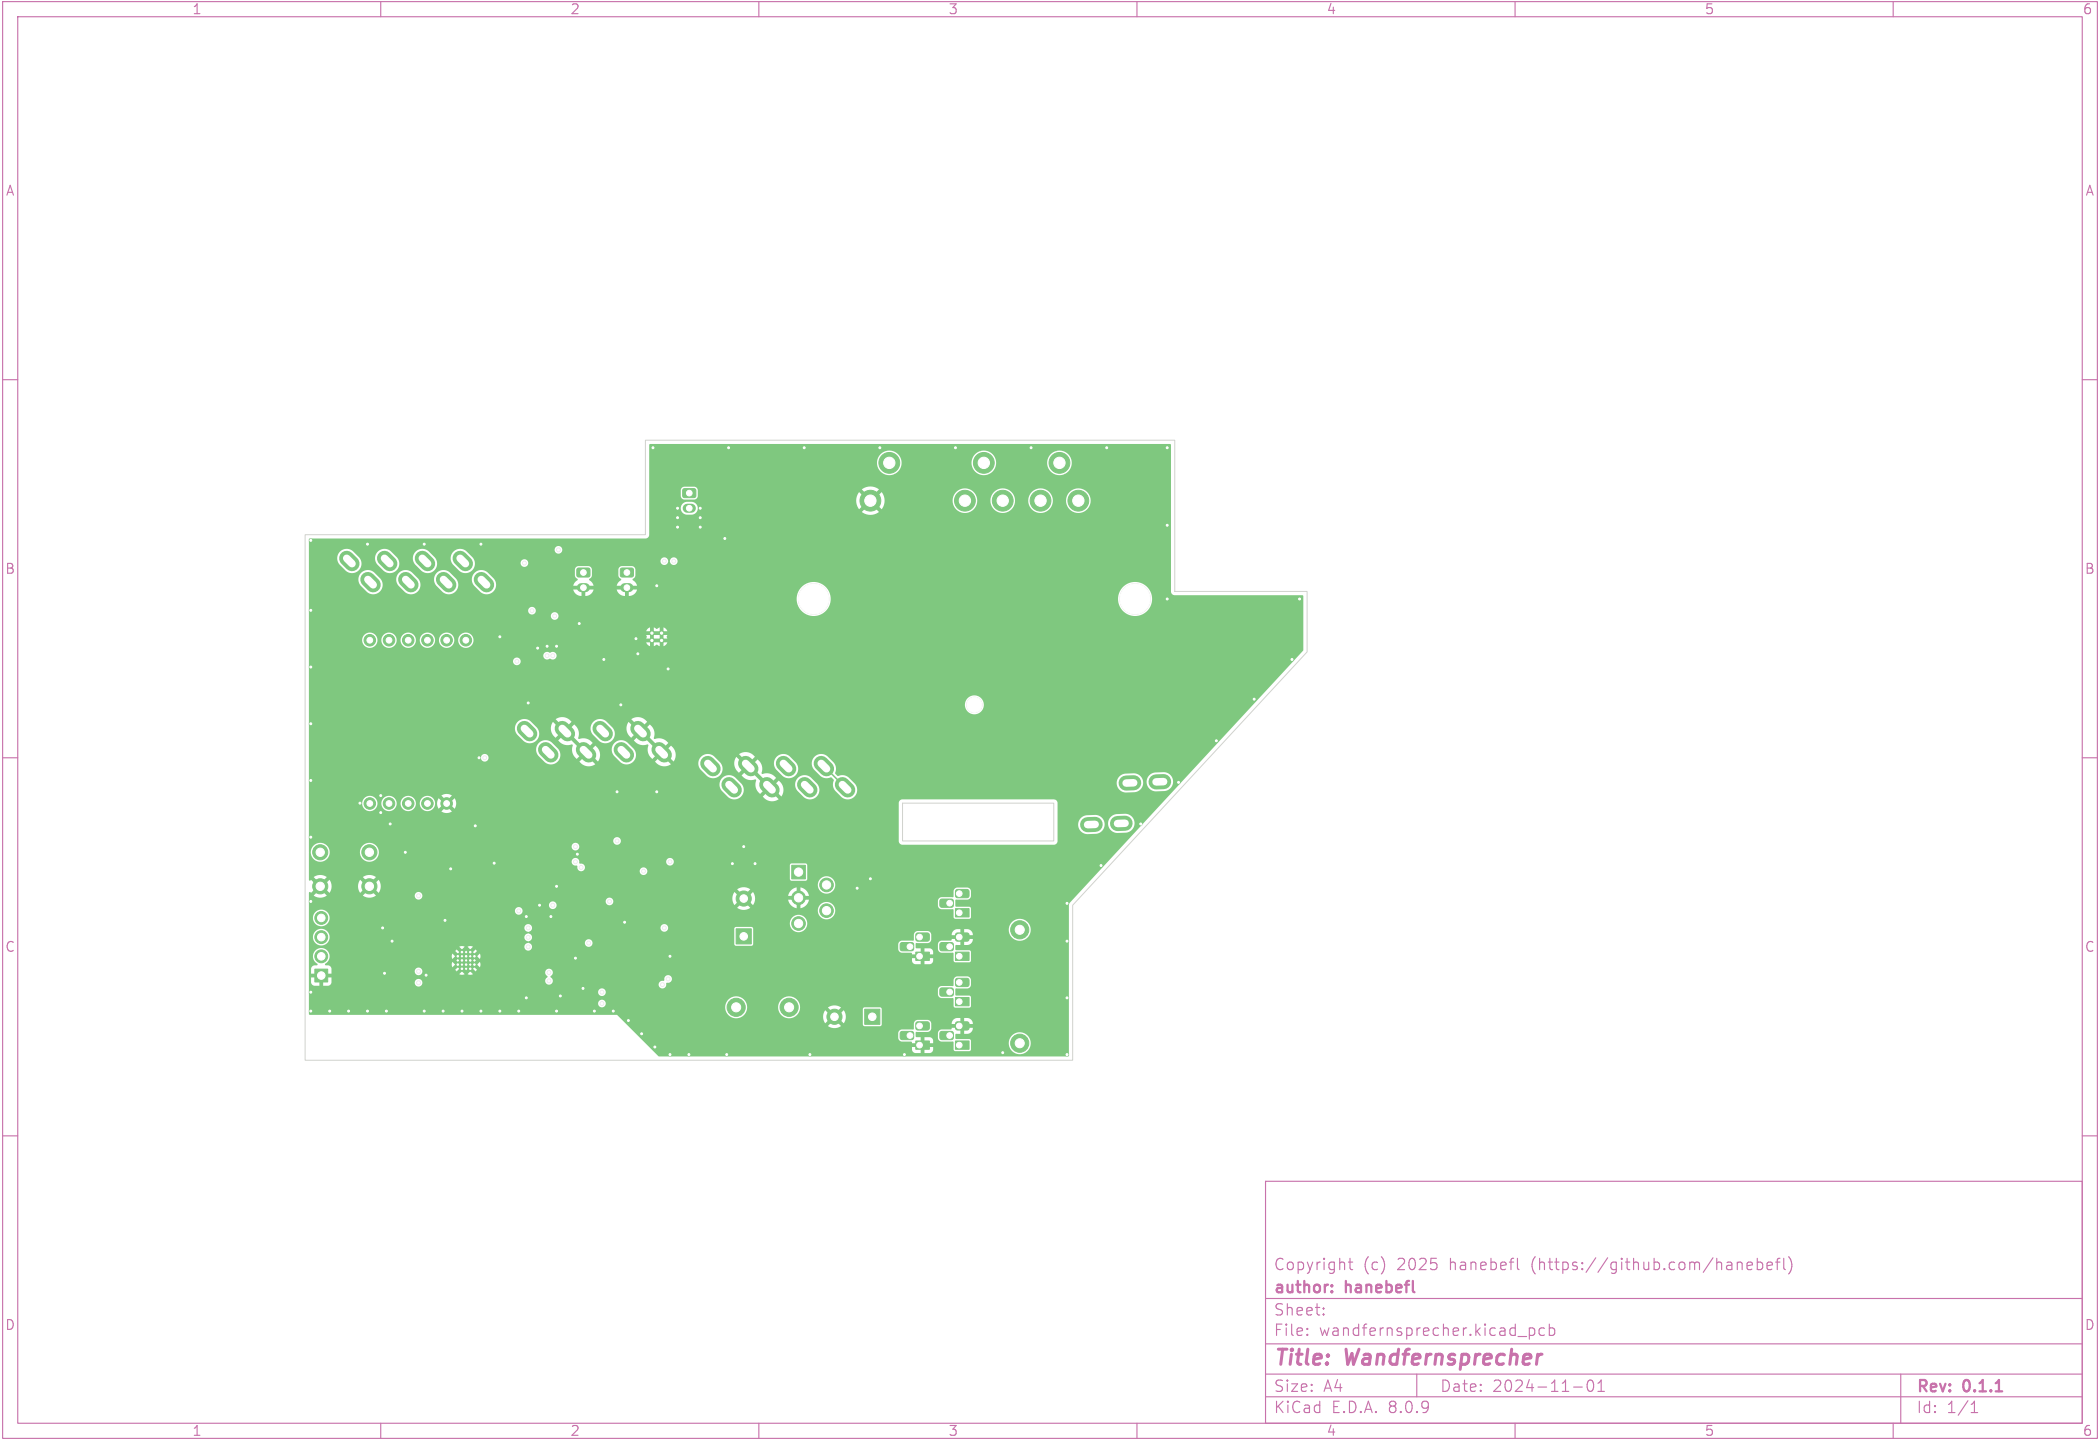 1 2 3 4 5 6
A A
B B
C C
Copyright (c) 2025 hanebefl (https://github.com/hanebefl)
author: hanebefl
Sheet:
D D
File: wandfernsprecher.kicad_pcb
Title: Wandfernsprecher
Size: A4 Date: 2024-11-01 Rev: 0.1.1
KiCad E.D.A. 8.0.9 Id: 1/1
1 2 3 4 5 6